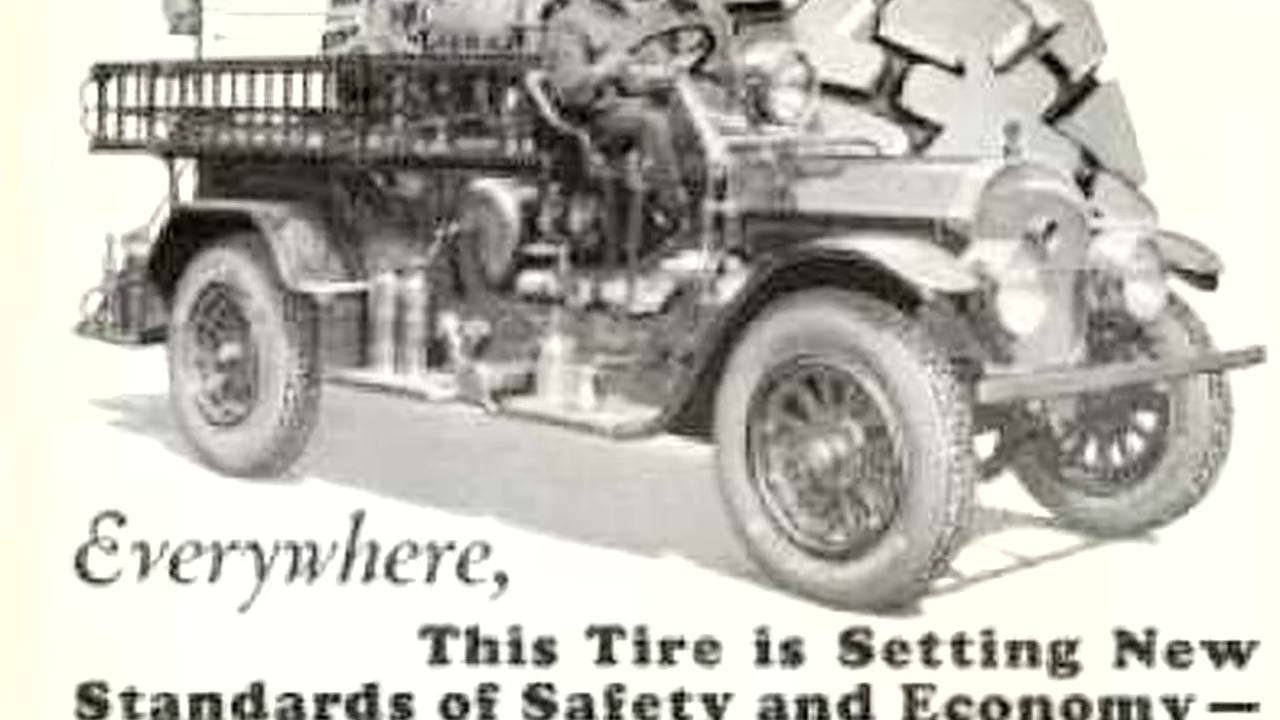 Everywhere,
This Tire is Setting New
Standards of Safety and Economy—